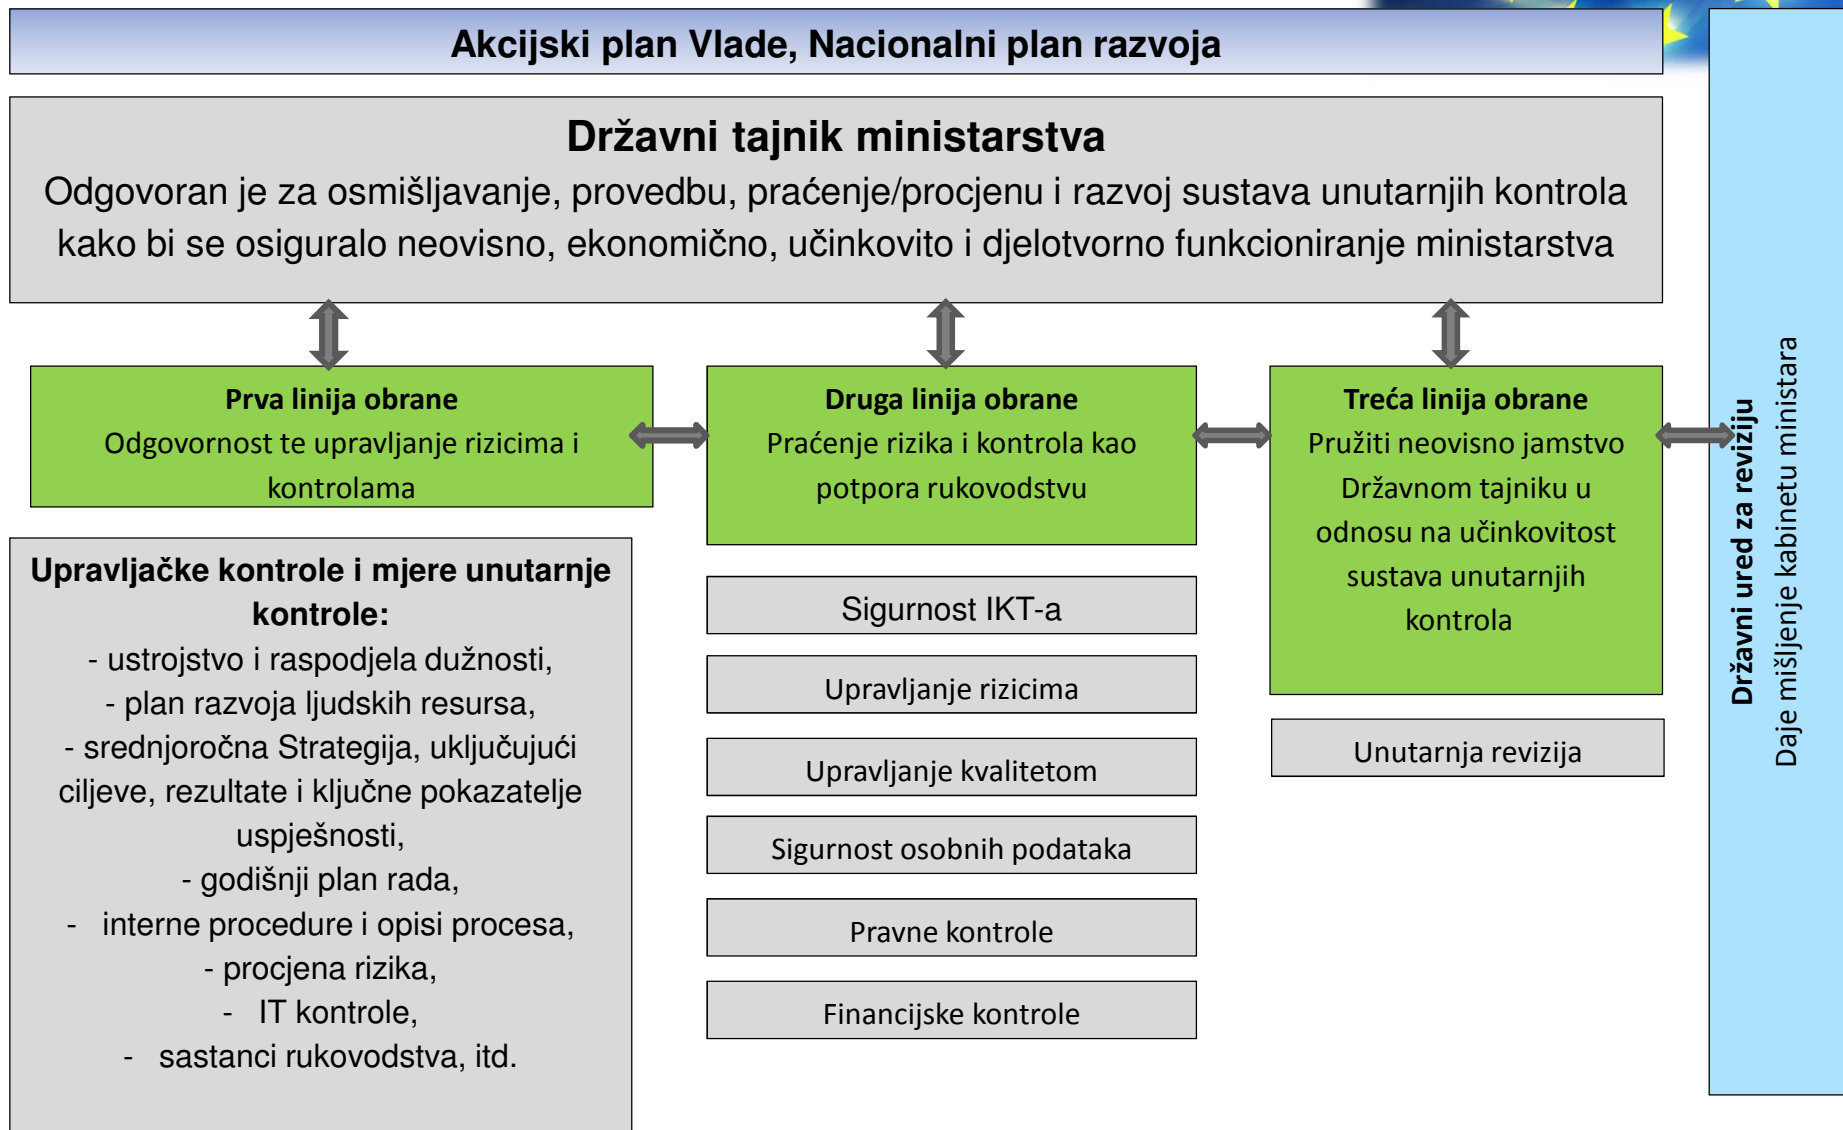 Akcijski plan Vlade, Nacionalni plan razvoja
Državni tajnik ministarstva
Odgovoran je za osmišljavanje, provedbu, praćenje/procjenu i razvoj sustava unutarnjih kontrola
kako bi se osiguralo neovisno, ekonomično, učinkovito i djelotvorno funkcioniranje ministarstva
Prva linija obrane
Odgovornost te upravljanje rizicima i
kontrolama
Upravljačke kontrole i mjere unutarnje
kontrole:
- ustrojstvo i raspodjela dužnosti,
- plan razvoja ljudskih resursa,
- srednjoročna Strategija, uključujući
ciljeve, rezultate i ključne pokazatelje
uspješnosti,
- godišnji plan rada,
- interne procedure i opisi procesa,
- procjena rizika,
- IT kontrole,
- sastanci rukovodstva, itd.
Druga linija obrane
Praćenje rizika i kontrola kao
potpora rukovodstvu
Sigurnost IKT-a
Upravljanje rizicima
Upravljanje kvalitetom
Sigurnost osobnih podataka
Pravne kontrole
Financijske kontrole
Treća linija obrane
Pružiti neovisno jamstvo
Državnom tajniku u
odnosu na učinkovitost
sustava unutarnjih
kontrola
Unutarnja revizija
Državni ured za reviziju
Daje mišljenje kabinetu ministara